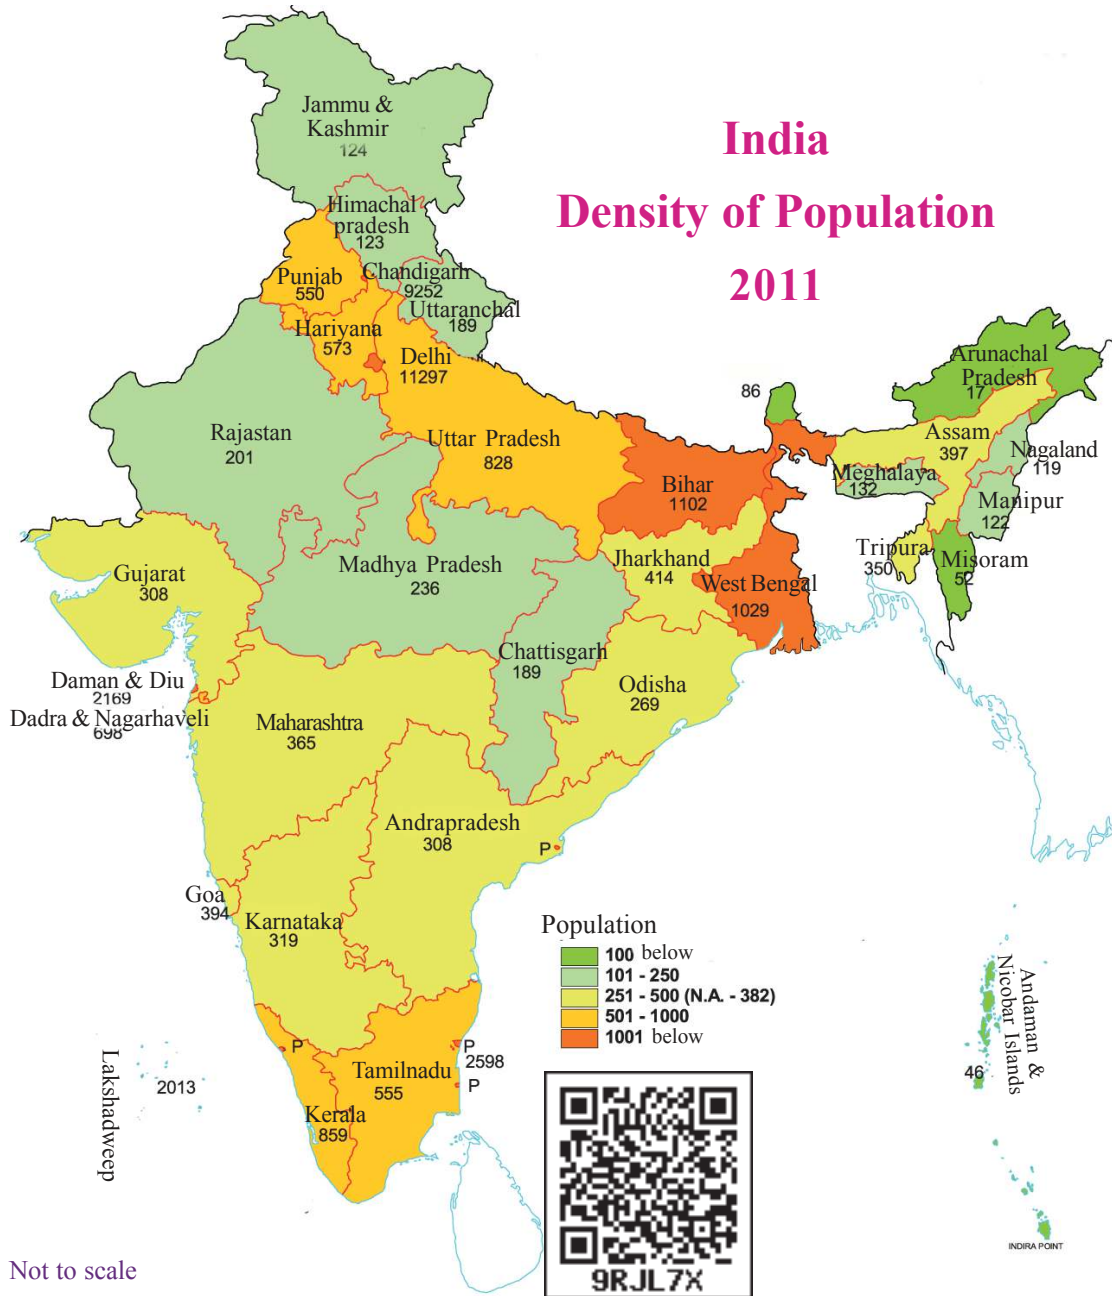 India
Density of Population
2011
Jammu &
Kashmir
124
Himachal
pradesh
123
Punjab
550
Chandigarh
9252
Uttaranchal
189
Hariyana
573
Delhi
11297
Rajastan
201
Uttar Pradesh
828
86
Arunachal
Pradesh
17
Assam
397
Nagaland
119
Meghalaya
132
Manipur
122
Bihar
1102
Tripura
350
Misoram
52
Gujarat
308
Madhya Pradesh
236
Jharkhand
414
West Bengal
1029
Chattisgarh
189
Odisha
269
Daman & Diu
2169
Dadra & Nagarhaveli
698
Maharashtra
365
Andrapradesh
308
P
Goa
394
Karnataka
319
Population
100 below
101 - 250
251 - 500 (N.A. - 382)
501 - 1000
1001 below
Andaman &
Nicobar Islands
46
Lakshadweep
2013
P
P
2598
P
Tamilnadu
555
Kerala
859
INDIRA POINT
9RJL7X
Not to scale